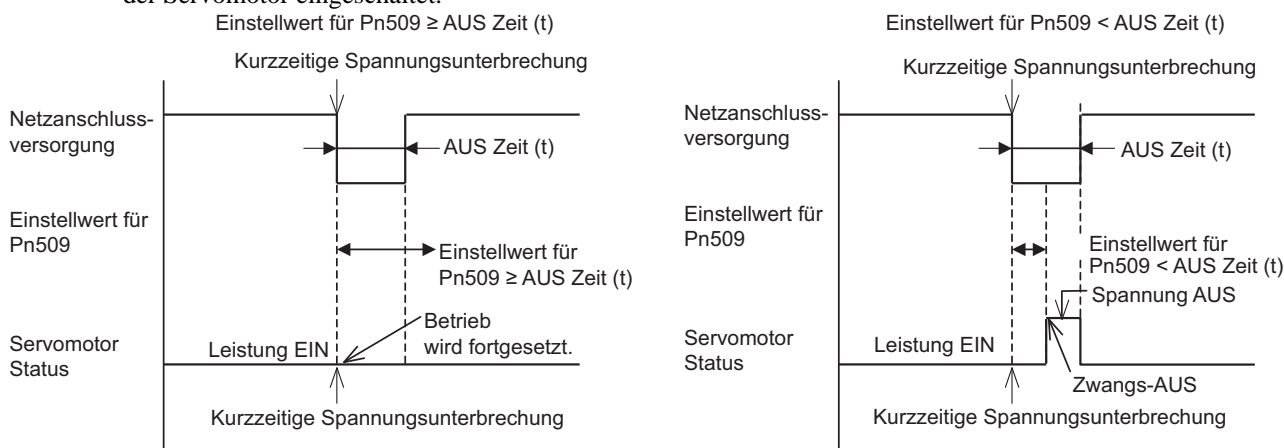 der Servomotor eingeschaltet.
Einstellwert für Pn509 ≥ AUS Zeit (t)
Kurzzeitige Spannungsunterbrechung
Netzanschluss-
versorgung
AUS Zeit (t)
Einstellwert für
Pn509
Einstellwert für
Pn509 ≥ AUS Zeit (t)
Betrieb
wird fortgesetzt.
Servomotor
Status
Leistung EIN
Kurzzeitige Spannungsunterbrechung
Einstellwert für Pn509 < AUS Zeit (t)
Kurzzeitige Spannungsunterbrechung
Netzanschluss-
versorgung
AUS Zeit (t)
Einstellwert für
Pn509
Einstellwert für
Pn509 < AUS Zeit (t)
Spannung AUS
Servomotor
Status
Leistung EIN
Zwangs-AUS
Kurzzeitige Spannungsunterbrechung